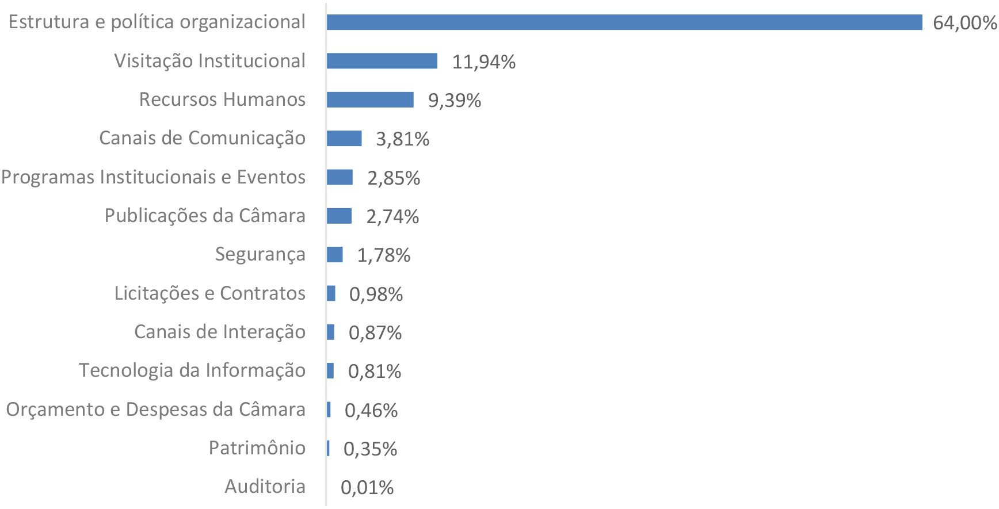 Estrutura e política organizacional 64,00%
Visitação Institucional 11,94%
Recursos Humanos 9,39%
Canais de Comunicação 3,81%
Programas Institucionais e Eventos 2,85%
Publicações da Câmara 2,74%
Segurança 1,78%
Licitações e Contratos 0,98%
Canais de Interação 0,87%
Tecnologia da Informação 0,81%
Orçamento e Despesas da Câmara 0,46%
Patrimônio 0,35%
Auditoria 0,01%